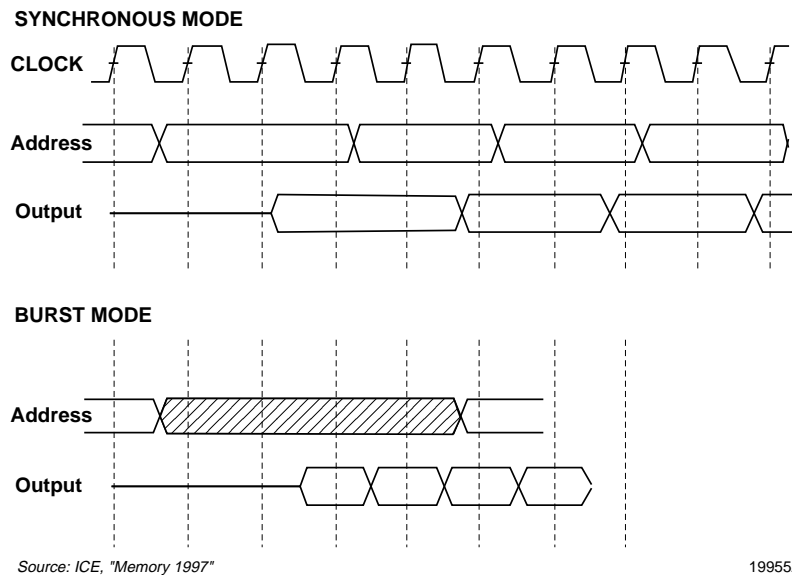 SYNCHRONOUS MODE
CLOCK
Address
Output
BURST MODE
Address
Output
Source: ICE, "Memory 1997"
19955